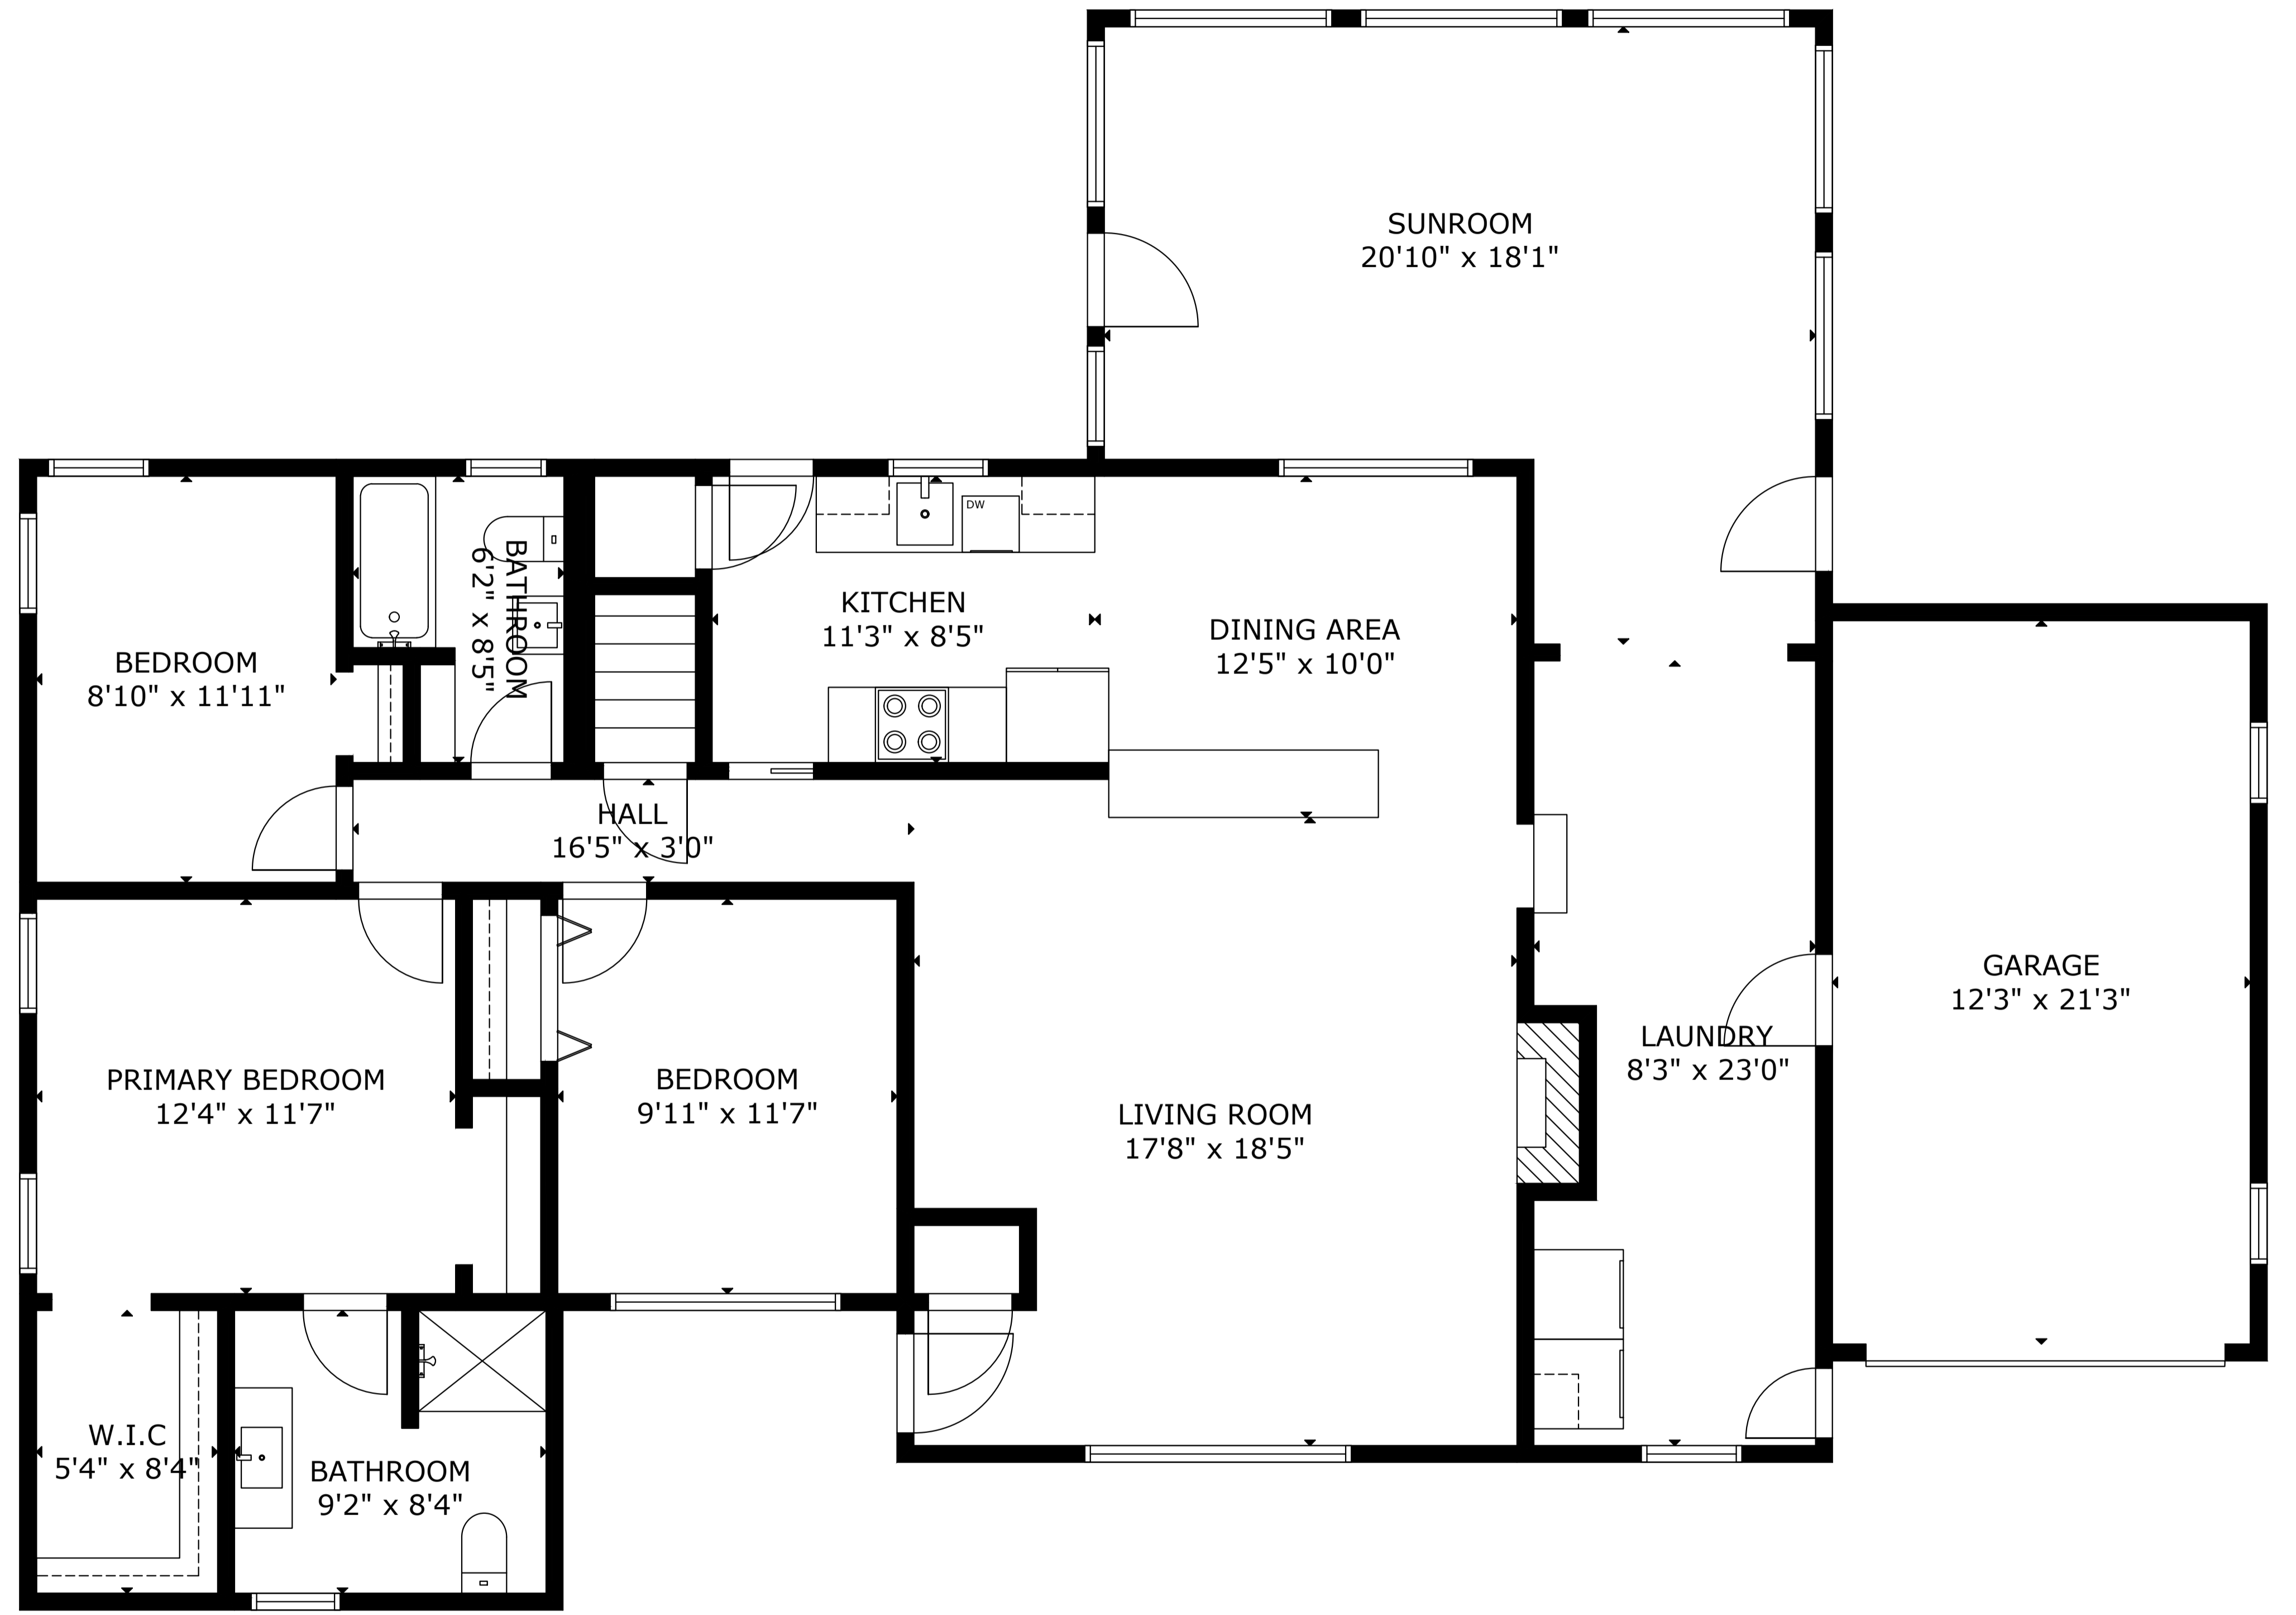 SUNROOM
20'10" x 18'1"
DW
KITCHEN
11'3" x 8'5"
DINING AREA
12'5" x 10'0"
BATHROOM
6'2" x 8'5"
BEDROOM
8'10" x 11'11"
HALL
16'5" x 3'0"
GARAGE
12'3" x 21'3"
LAUNDRY
8'3" x 23'0"
PRIMARY BEDROOM
12'4" x 11'7"
BEDROOM
9'11" x 11'7"
LIVING ROOM
17'8" x 18'5"
W.I.C
5'4" x 8'4"
BATHROOM
9'2" x 8'4"